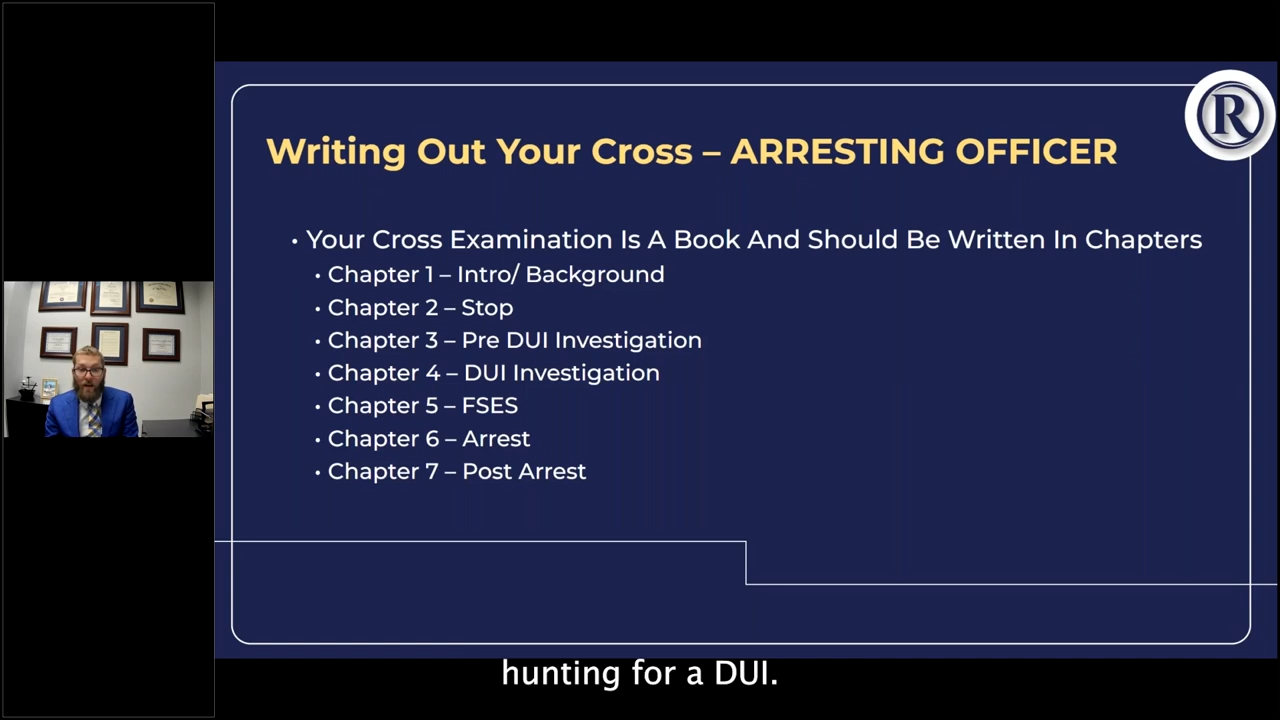 R
Writing Out Your Cross – ARRESTING OFFICER
• Your Cross Examination Is A Book And Should Be Written In Chapters
• Chapter 1 – Intro/ Background
• Chapter 2 – Stop
• Chapter 3 – Pre DUI Investigation
• Chapter 4 – DUI Investigation
• Chapter 5 – FSES
• Chapter 6 – Arrest
• Chapter 7 – Post Arrest
hunting for a DUI.